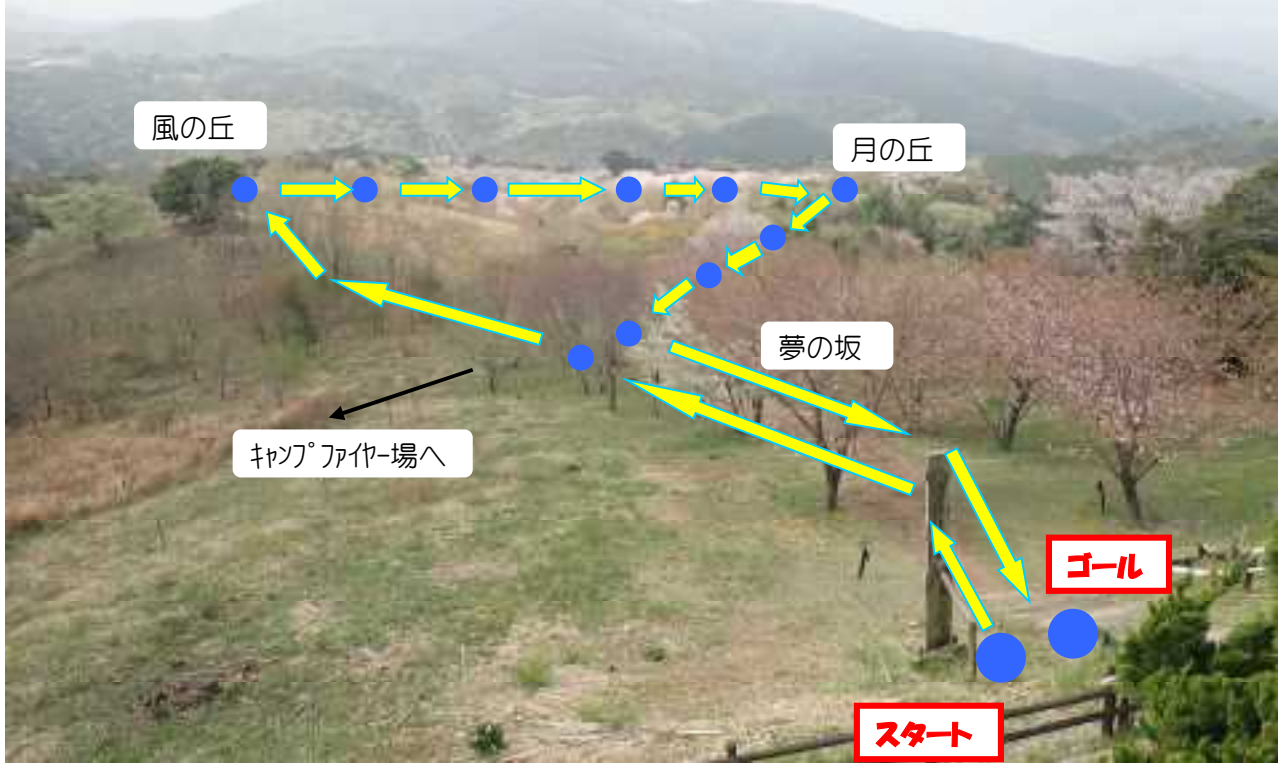 風の丘
月の丘
夢の坂
ｷｬﾝﾌﾟﾌｧｲﾔｰ場へ
ゴール
スタート